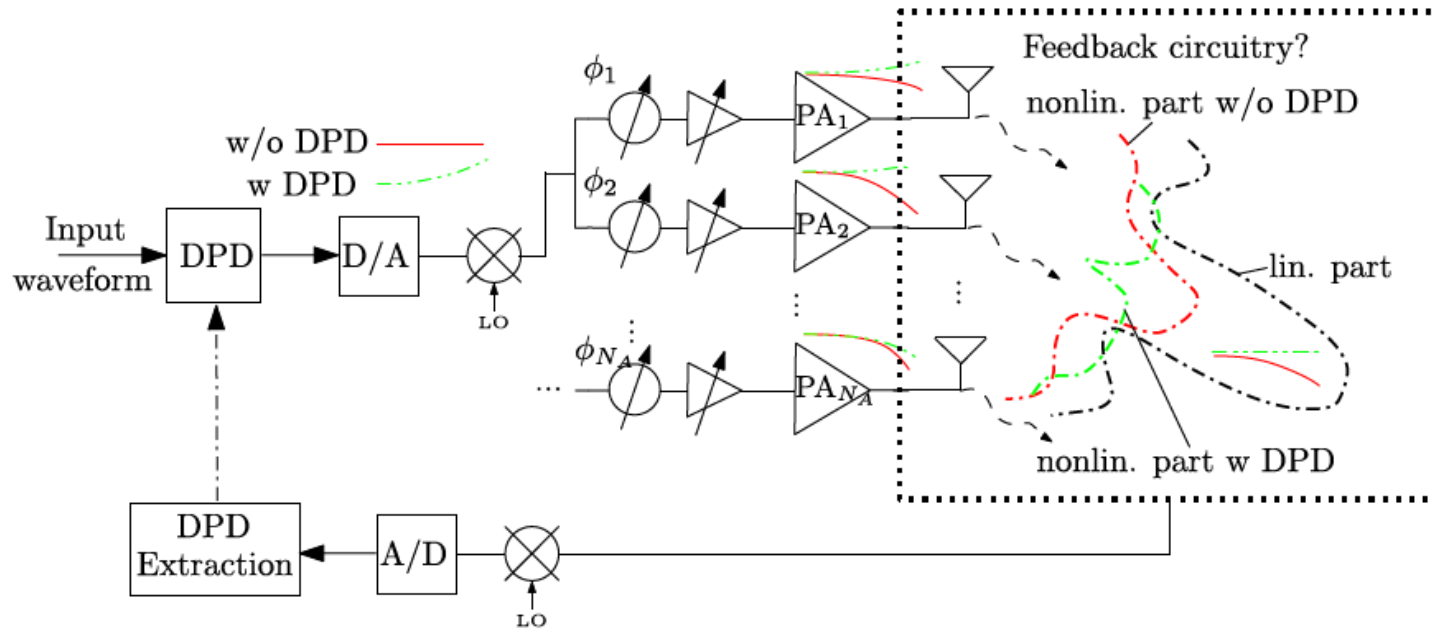 Feedback circuitry?
nonlin. part w/o DPD
ϕ1
PA1
w/o DPD
w DPD
ϕ2
PA2
Input
waveform
DPD
D/A
lin. part
LO
⋮
⋮
⋮
ϕNA
...
PANA
nonlin. part w DPD
DPD
Extraction
A/D
LO